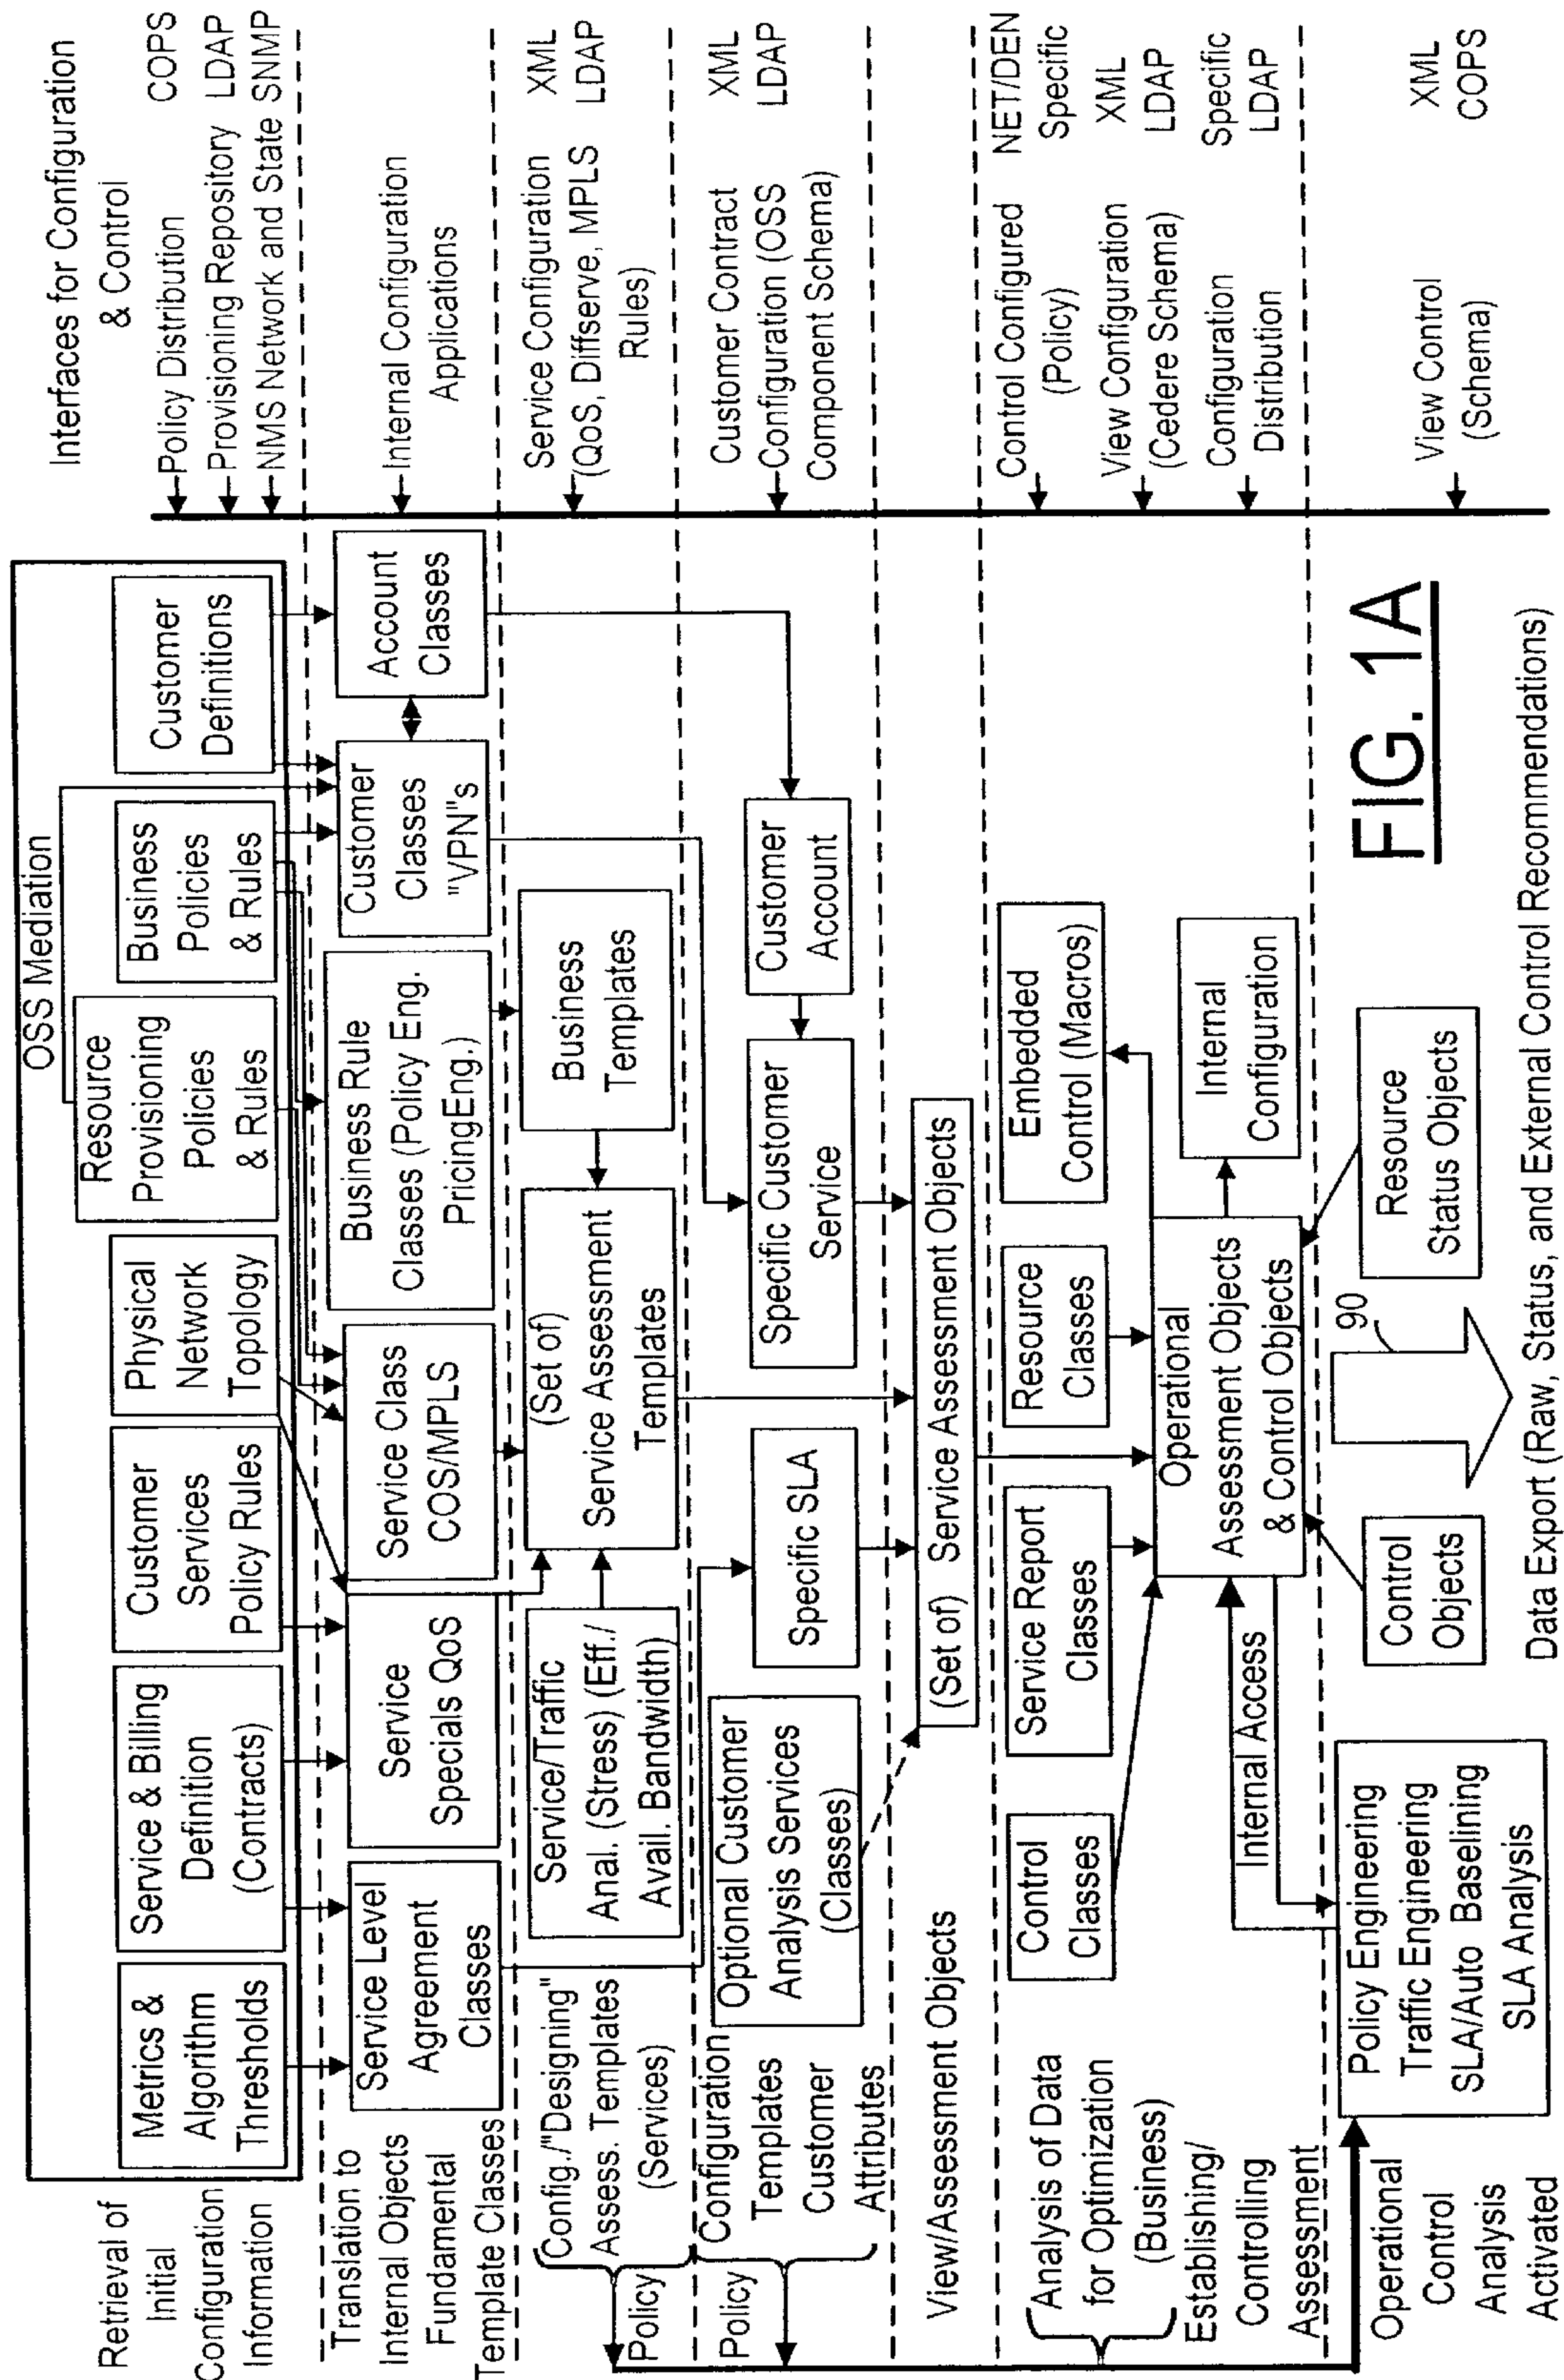 Interfaces for Configuration
& Control
OSS Mediation
Retrieval of
Initial
Configuration
Information
Metrics &
Algorithm
Thresholds
Service & Billing
Definition
(Contracts)
Customer
Services
Policy Rules
Physical
Network
Topology
Resource
Provisioning
Policies
& Rules
Business
Policies
& Rules
Customer
Definitions
Policy Distribution COPS
Provisioning Repository LDAP
NMS Network and State SNMP
Translation to
Internal Objects
Fundamental
Template Classes
Service Level
Agreement
Classes
Service
Specials QoS
Service Class
COS/MPLS
Business Rule
Classes (Policy Eng.
PricingEng.)
Customer
Classes
"VPN"s
Account
Classes
Internal Configuration
Applications
Policy
Config./"Designing"
Assess. Templates
(Services)
Service/Traffic
Anal. (Stress) (Eff./
Avail. Bandwidth)
(Set of)
Service Assessment
Templates
Business
Templates
Service Configuration XML
(QoS, Diffserve, MPLS LDAP
Rules)
Policy
Configuration
Templates
Customer
Attributes
Optional Customer
Analysis Services
(Classes)
Specific SLA
Specific Customer
Service
Customer
Account
Customer Contract XML
Configuration (OSS LDAP
Component Schema)
View/Assessment Objects
(Set of) Service Assessment Objects
Analysis of Data
for Optimization
(Business)
Establishing/
Controlling
Assessment
Control
Classes
Service Report
Classes
Resource
Classes
Embedded
Control (Macros)
Internal Access
Operational
Assessment Objects
& Control Objects
Internal
Configuration
Control Configured NET/DEN
(Policy) Specific
View Configuration XML
(Cedere Schema) LDAP
Configuration Specific
Distribution LDAP
Operational
Control
Analysis
Activated
Policy Engineering
Traffic Engineering
SLA/Auto Baselining
SLA Analysis
Control
Objects
90
Resource
Status Objects
View Control XML
(Schema) COPS
Data Export (Raw, Status, and External Control Recommendations)
FIG. 1A